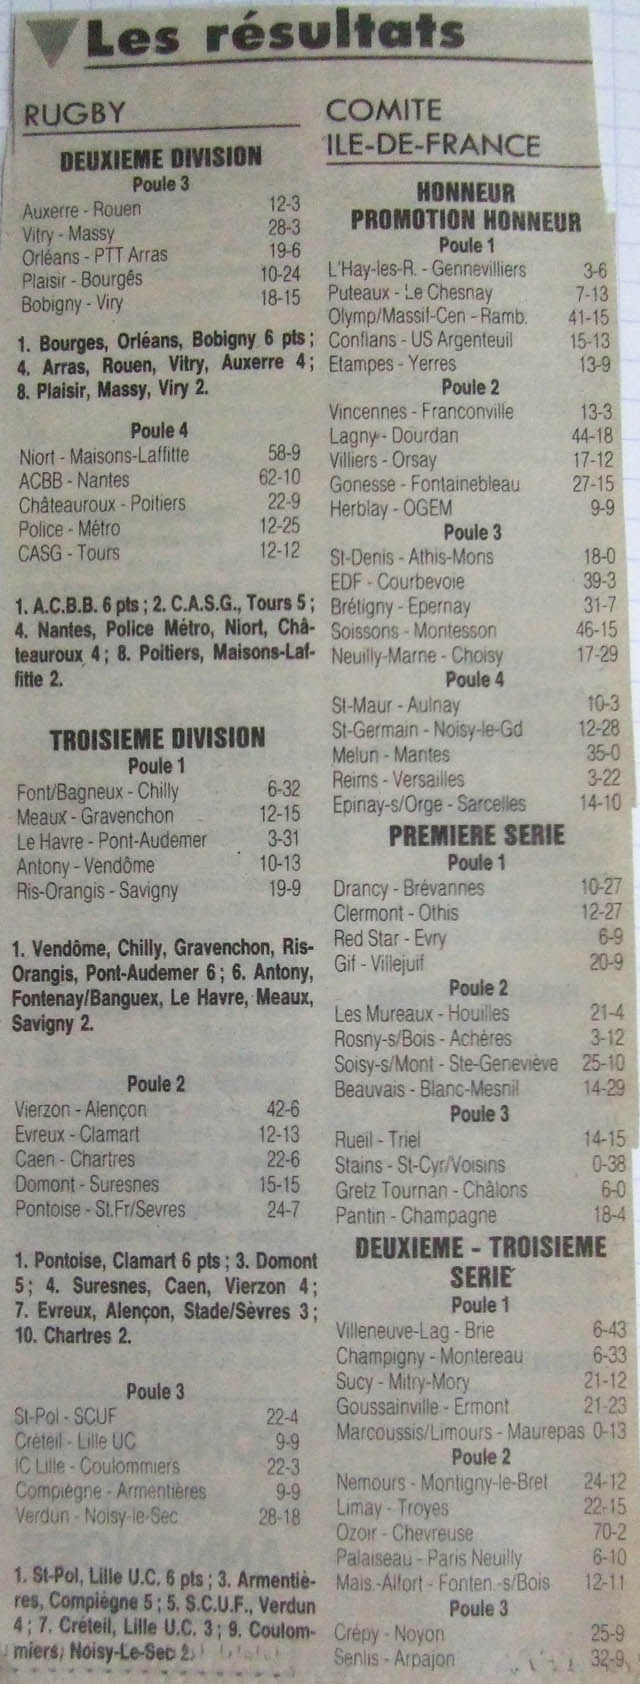 Les résultats
RUGBY
DEUXIEME DIVISION
Poule 3
Auxerre - Rouen 12-3
Vitry - Massy 28-3
Orléans - PTT Arras 19-6
Plaisir - Bourgês 10-24
Bobigny - Viry 18-15
1. Bourges, Orléans, Bobigny 6 pts ;
4. Arras, Rouen, Vitry, Auxerre 4 ;
8. Plaisir, Massy, Viry 2.
Poule 4
Niort - Maisons-Laffitte 58-9
ACBB - Nantes 62-10
Châteauroux - Poitiers 22-9
Police - Métro 12-25
CASG - Tours 12-12
1. A.C.B.B. 6 pts ; 2. C.A.S.G., Tours 5 ;
4. Nantes, Police Métro, Niort, Châ-
teauroux 4 ; 8. Poitiers, Maisons-Laf-
fitte 2.
TROISIEME DIVISION
Poule 1
Font/Bagneux - Chilly 6-32
Meaux - Gravenchon 12-15
Le Havre - Pont-Audemer 3-31
Antony - Vendôme 10-13
Ris-Orangis - Savigny 19-9
1. Vendôme, Chilly, Gravenchon, Ris-
Orangis, Pont-Audemer 6 ; 6. Antony,
Fontenay/Banguex, Le Havre, Meaux,
Savigny 2.
Poule 2
Vierzon - Alençon 42-6
Evreux - Clamart 12-13
Caen - Chartres 22-6
Domont - Suresnes 15-15
Pontoise - St.Fr/Sevres 24-7
1. Pontoise, Clamart 6 pts ; 3. Domont
5 ; 4. Suresnes, Caen, Vierzon 4 ;
7. Evreux, Alençon, Stade/Sèvres 3 ;
10. Chartres 2.
Poule 3
St-Pol - SCUF 22-4
Créteil - Lille UC 9-9
IC Lille - Coulommiers 22-3
Compiègne - Armentières 9-9
Verdun - Noisy-le-Sec 28-18
1. St-Pol, Lille U.C. 6 pts ; 3. Armentiè-
res, Compiègne 5 ; 5. S.C.U.F., Verdun
4 ; 7. Créteil, Lille U.C. 3 ; 9. Coulom-
miers, Noisy-Le-Sec 2.
COMITE
ILE-DE-FRANCE
HONNEUR
PROMOTION HONNEUR
Poule 1
L'Hay-les-R. - Gennevilliers 3-6
Puteaux - Le Chesnay 7-13
Olymp/Massif-Cen - Ramb. 41-15
Conflans - US Argenteuil 15-13
Etampes - Yerres 13-9
Poule 2
Vincennes - Franconville 13-3
Lagny - Dourdan 44-18
Villiers - Orsay 17-12
Gonesse - Fontainebleau 27-15
Herblay - OGEM 9-9
Poule 3
St-Denis - Athis-Mons 18-0
EDF - Courbevoie 39-3
Brétigny - Epernay 31-7
Soissons - Montesson 46-15
Neuilly-Marne - Choisy 17-29
Poule 4
St-Maur - Aulnay 10-3
St-Germain - Noisy-le-Gd 12-28
Melun - Mantes 35-0
Reims - Versailles 3-22
Epinay-s/Orge - Sarcelles 14-10
PREMIERE SERIE
Poule 1
Drancy - Brévannes 10-27
Clermont - Othis 12-27
Red Star - Evry 6-9
Gif - Villejuif 20-9
Poule 2
Les Mureaux - Houilles 21-4
Rosny-s/Bois - Achères 3-12
Soisy-s/Mont - Ste-Geneviève 25-10
Beauvais - Blanc-Mesnil 14-29
Poule 3
Rueil - Triel 14-15
Stains - St-Cyr/Voisins 0-38
Gretz Tournan - Châlons 6-0
Pantin - Champagne 18-4
DEUXIEME - TROISIEME
SERIE
Poule 1
Villeneuve-Lag - Brie 6-43
Champigny - Montereau 6-33
Sucy - Mitry-Mory 21-12
Goussainville - Ermont 21-23
Marcoussis/Limours - Maurepas 0-13
Poule 2
Nemours - Montigny-le-Bret 24-12
Limay - Troyes 22-15
Ozoir - Chevreuse 70-2
Palaiseau - Paris Neuilly 6-10
Mais.-Alfort - Fonten.-s/Bois 12-11
Poule 3
Crépy - Noyon 25-9
Senlis - Arpajon 32-9